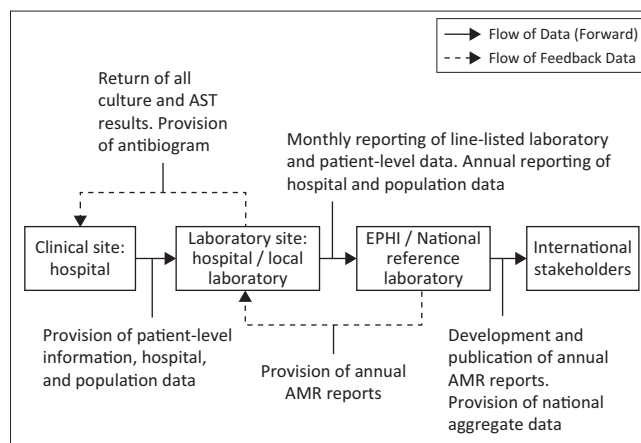 Flow of Data (Forward)
Flow of Feedback Data
Return of all
culture and AST
results. Provision
of antibiogram
Monthly reporting of line-listed laboratory
and patient-level data. Annual reporting of
hospital and population data
Clinical site:
hospital
Laboratory site:
hospital / local
laboratory
EPHI / National
reference
laboratory
International
stakeholders
Provision of patient-level
information, hospital,
and population data
Provision of annual
AMR reports
Development and
publication of annual
AMR reports.
Provision of national
aggregate data